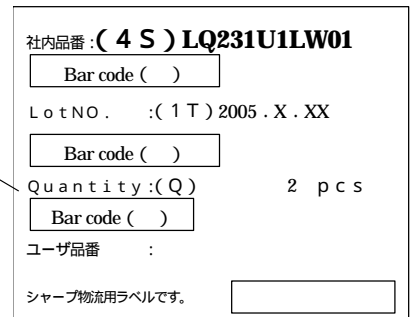 社内品番:(4S)LQ231U1LW01
Bar code (　)
LotNO.　:(1T)2005.X.XX
Bar code (　)
Quantity:(Q)　2 pcs
Bar code (　)
ユーザ品番　:
シャープ物流用ラベルです。